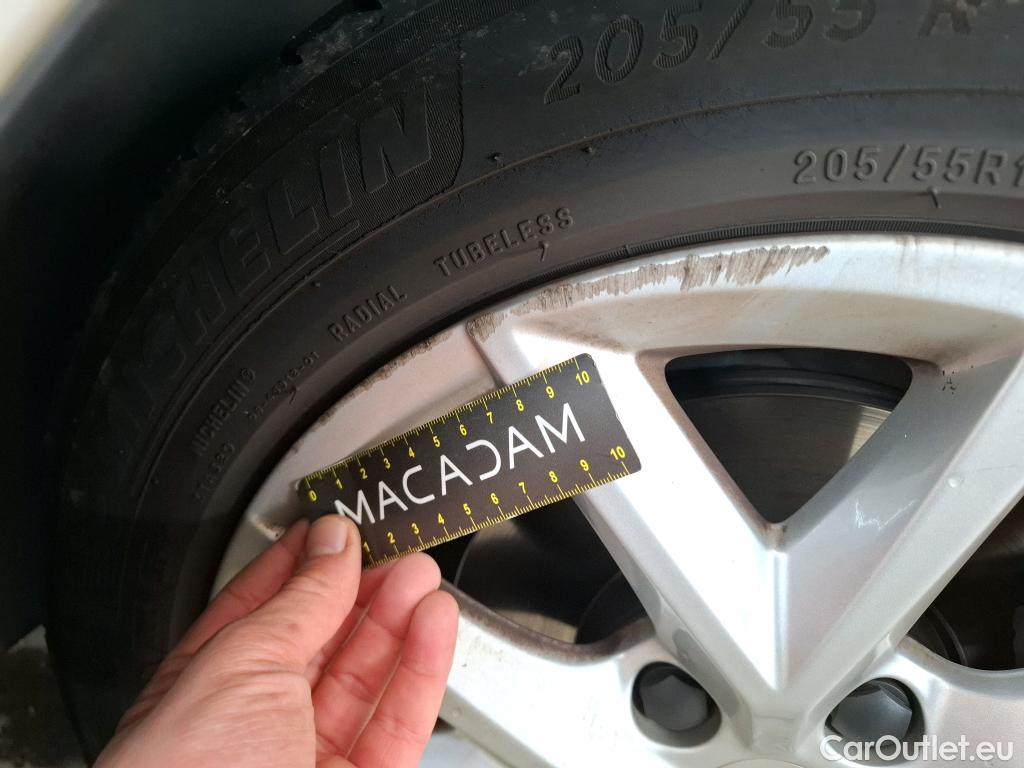 205/55 R
MICHELIN
205/55R1
TUBELESS
RADIAL
MICHELIN®
0 1 2 3 4 5 6 7 8 9 10
MACADAM
1 2 3 4 5 6 7 8 9 10
CarOutlet.eu